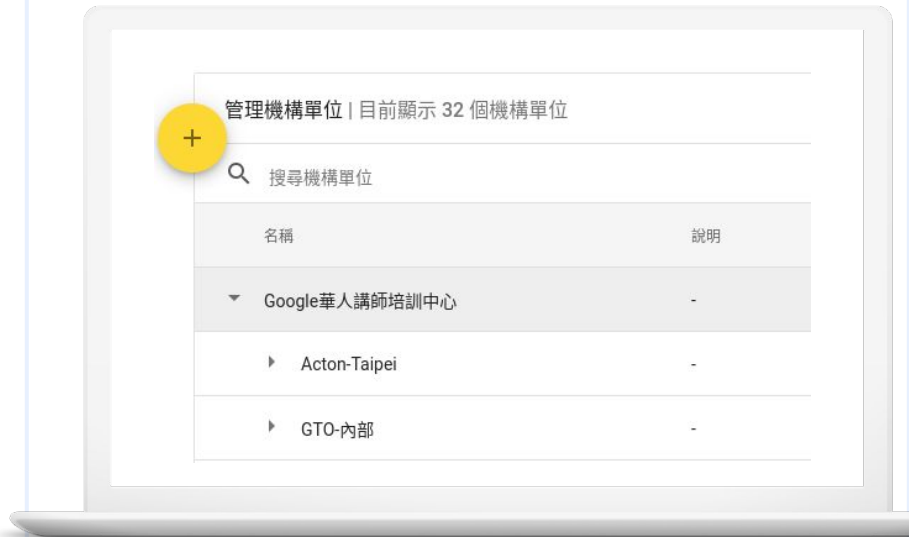 管理機構單位 | 目前顯示 32 個機構單位
搜尋機構單位
名稱 說明
Google華人講師培訓中心 -
Acton-Taipei -
GTO-內部 -